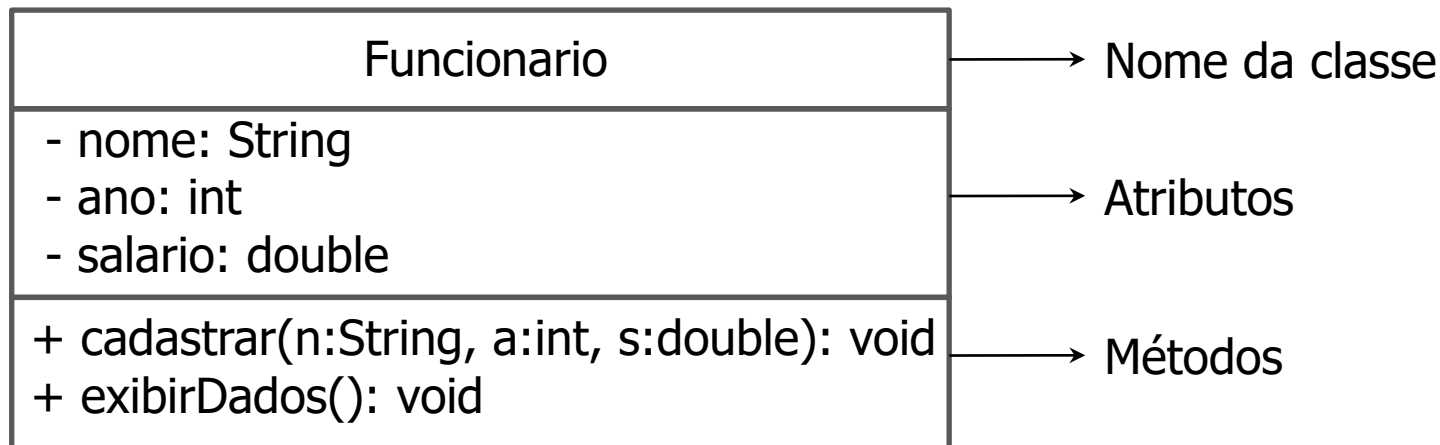 Funcionario
Nome da classe
- nome: String
- ano: int
- salario: double
Atributos
+ cadastrar(n:String, a:int, s:double): void
+ exibirDados(): void
Métodos